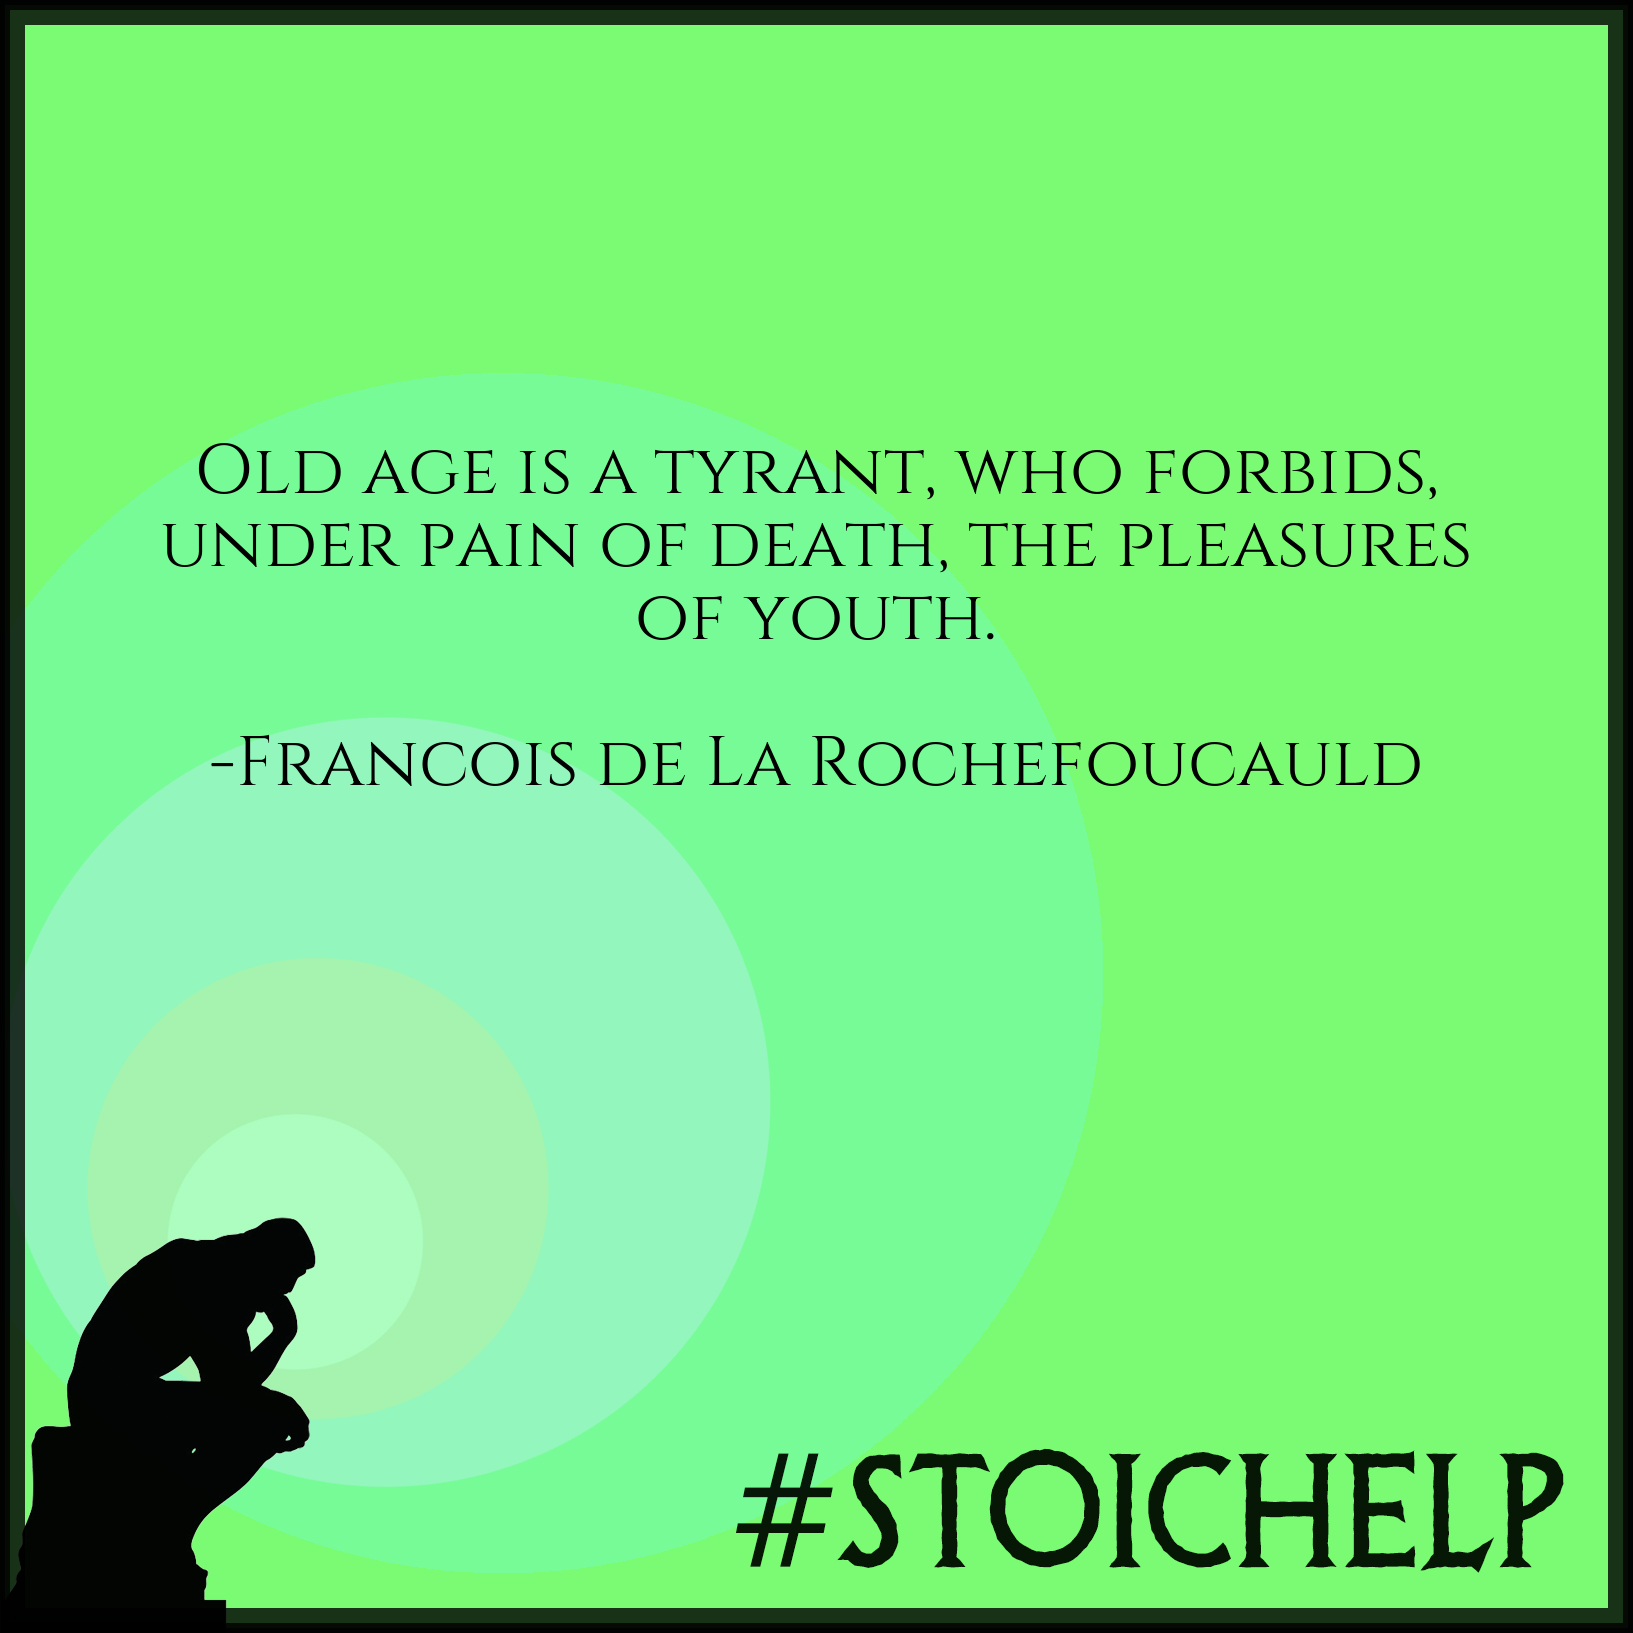 Old age is a tyrant, who forbids,
under pain of death, the pleasures
of youth.
-Francois de La Rochefoucauld
#STOICHELP